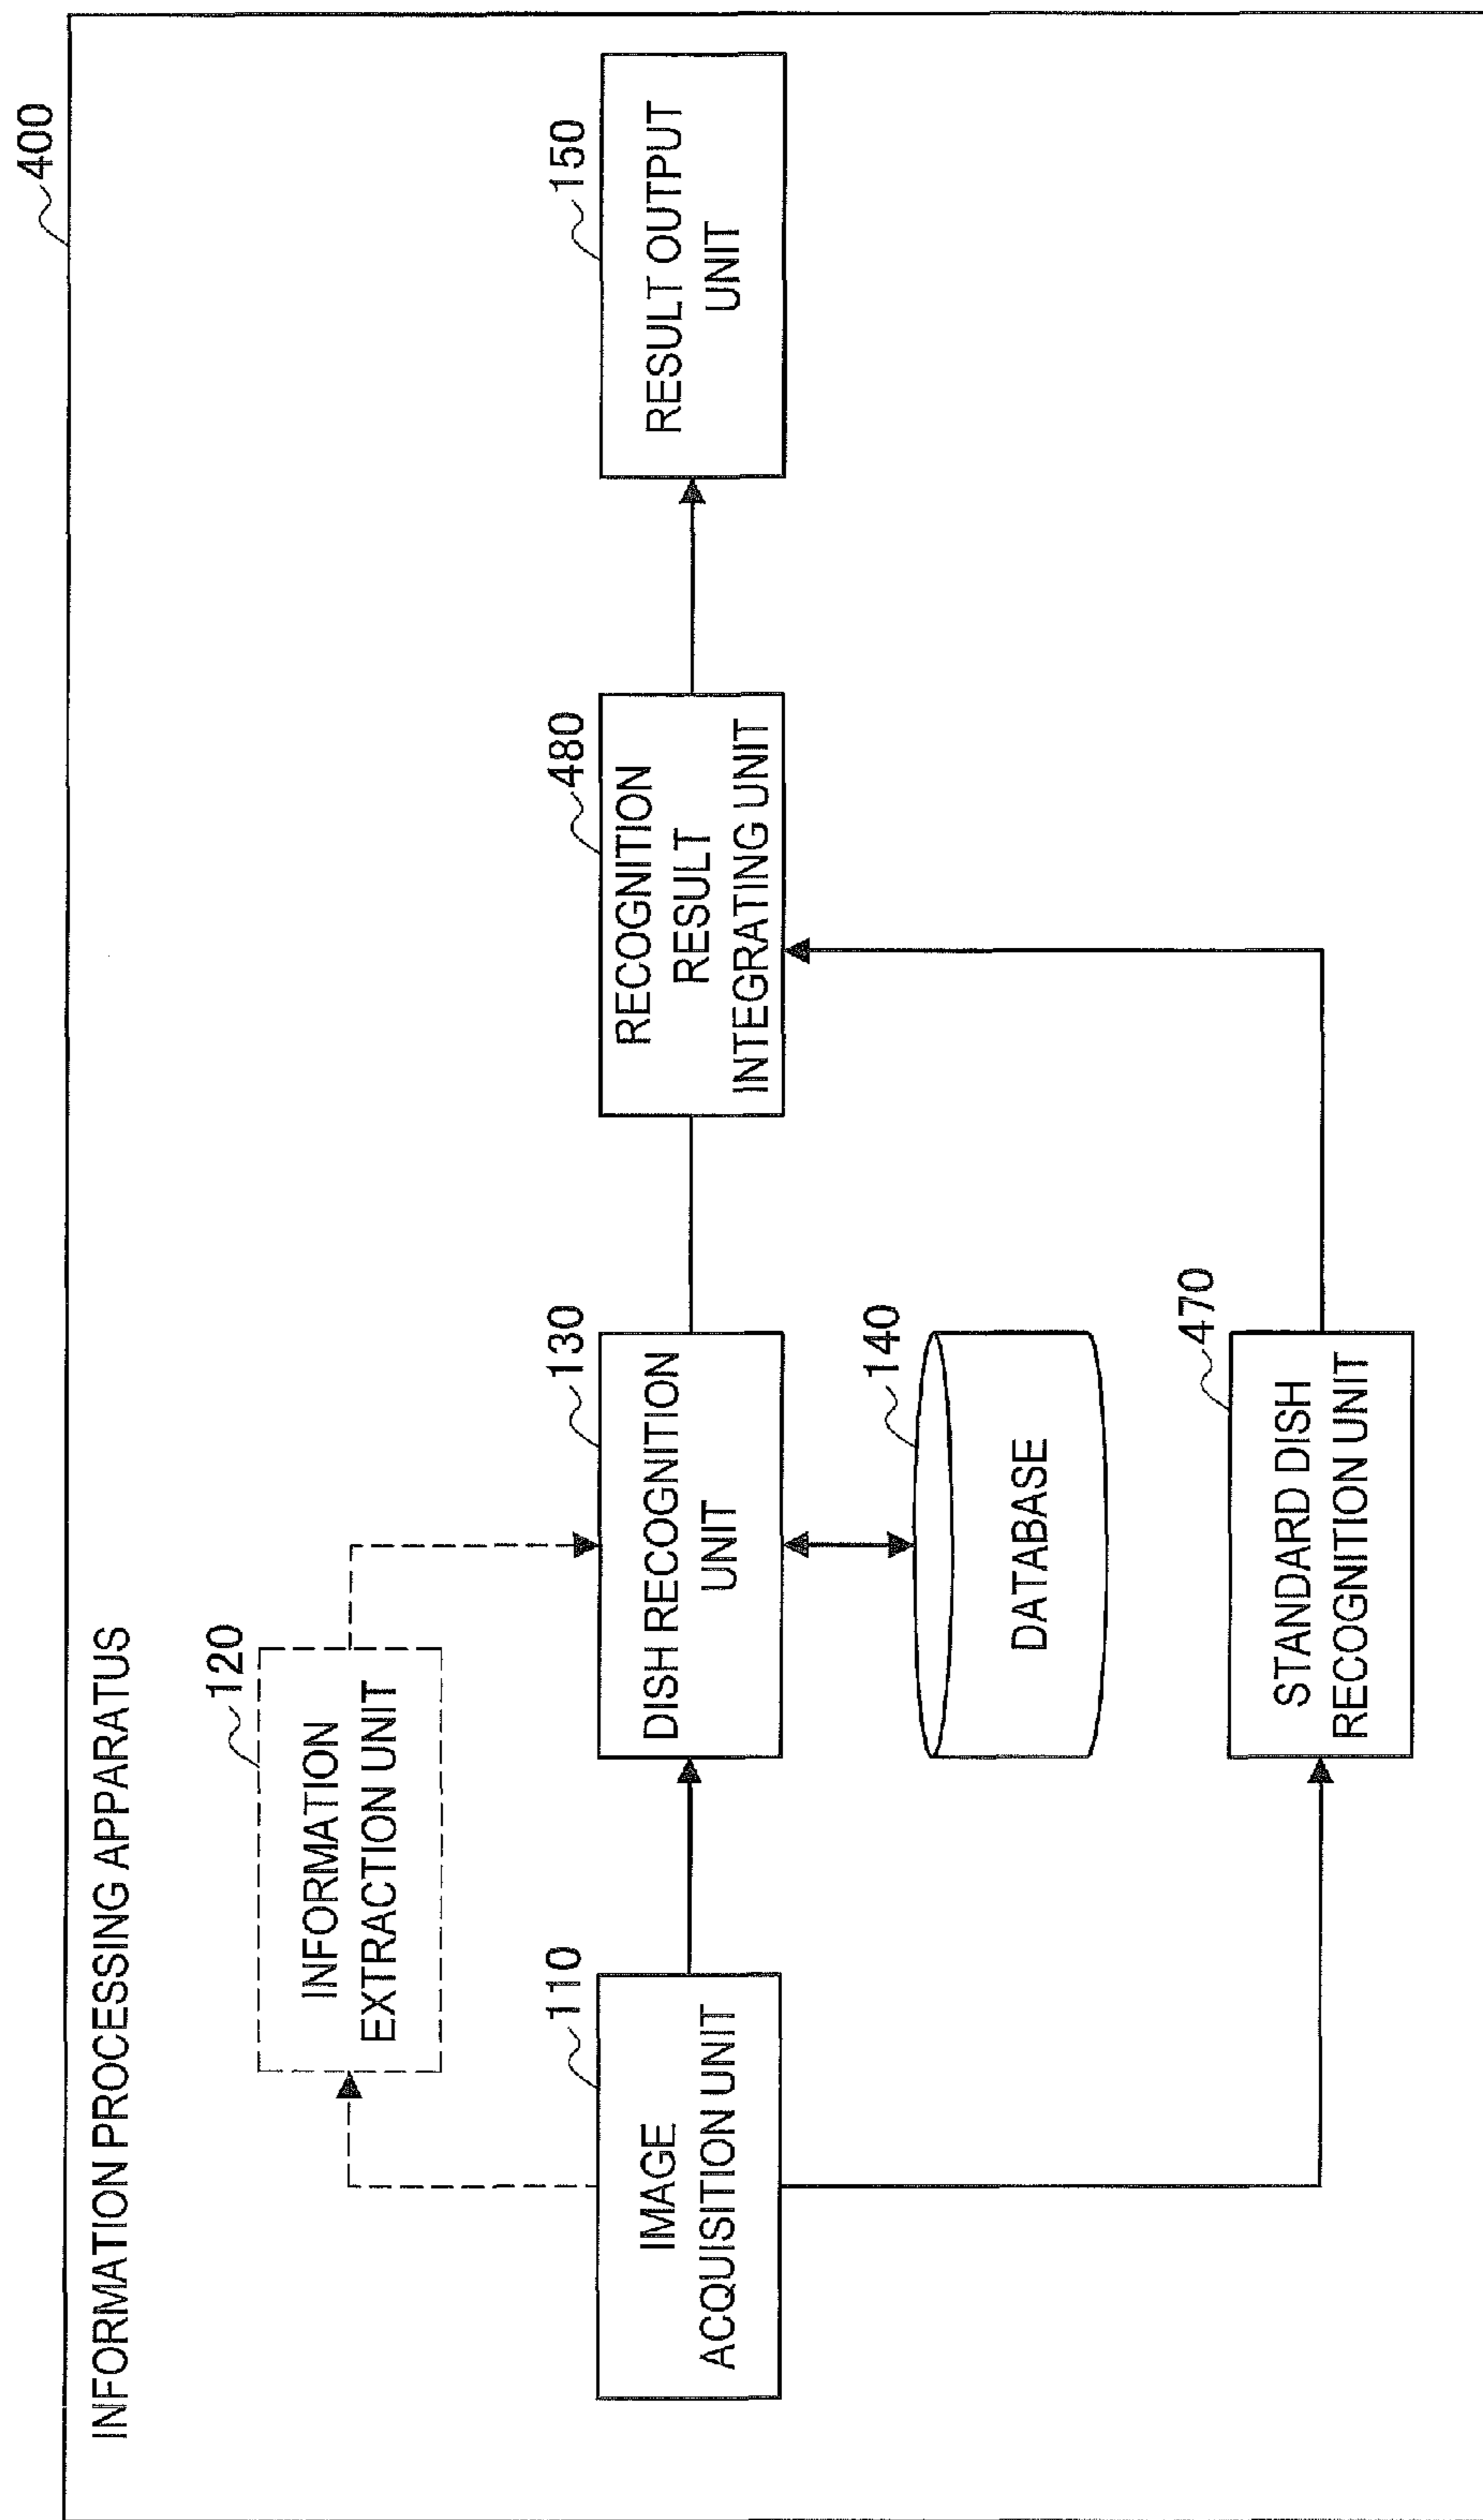 400
INFORMATION PROCESSING APPARATUS
120
INFORMATION
EXTRACTION UNIT
110
IMAGE
ACQUISITION UNIT
130
DISH RECOGNITION
UNIT
480
RECOGNITION
RESULT
INTEGRATING UNIT
150
RESULT OUTPUT
UNIT
140
DATABASE
470
STANDARD DISH
RECOGNITION UNIT